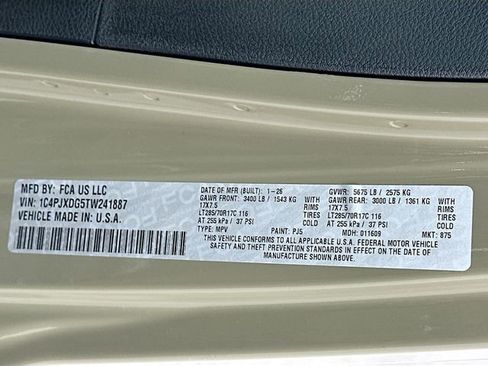 MFD BY: FCA US LLC
VIN: 1C4PJXDG5TW241887
VEHICLE MADE IN: U.S.A.
DATE OF MFR (BUILT): 1-26 GVWR: 5675 LB / 2575 KG
GAWR FRONT: 3400 LB / 1543 KG WITH GAWR REAR: 3000 LB / 1361 KG WITH
17X7.5 RIMS 17X7.5 RIMS
LT285/70R17C 116 TIRES LT285/70R17C 116 TIRES
AT 255 kPa / 37 PSI COLD AT 255 kPa / 37 PSI COLD
TYPE: MPV PAINT: PJ5 MDH: 011609 MKT: 875
THIS VEHICLE CONFORMS TO ALL APPLICABLE U.S.A. FEDERAL MOTOR VEHICLE
SAFETY AND THEFT PREVENTION STANDARDS IN EFFECT ON THE DATE OF
MANUFACTURE SHOWN ABOVE.